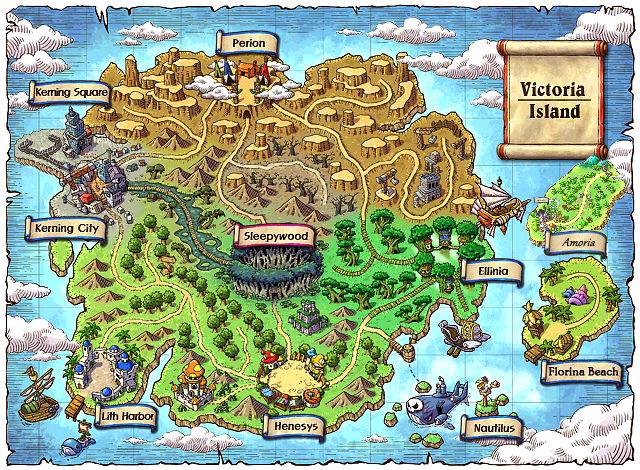 Perion
Kerning Square
Victoria
Island
Kerning City
Sleepywood
Amoria
Ellinia
Florina Beach
Lith Harbor
Henesys
Nautilus